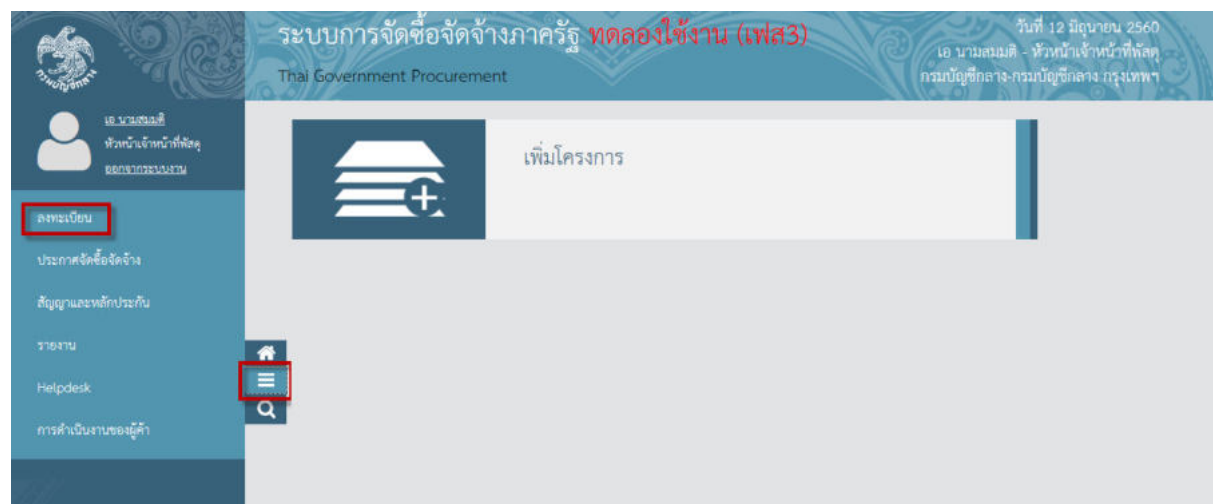 ระบบการจัดซื้อจัดจ้างภาครัฐ ทดลองใช้งาน (เฟส3)
Thai Government Procurement
วันที่ 12 มิถุนายน 2560
เอ นามสมมติ - หัวหน้าเจ้าหน้าที่พัสดุ
กรมบัญชีกลาง-กรมบัญชีกลาง กรุงเทพฯ
กรมบัญชีกลาง
เอ นามสมมติ
หัวหน้าเจ้าหน้าที่พัสดุ
ออกจากระบบงาน
เพิ่มโครงการ
ลงทะเบียน
ประกาศจัดซื้อจัดจ้าง
สัญญาและหลักประกัน
รายงาน
Helpdesk
การดำเนินงานของผู้ค้า